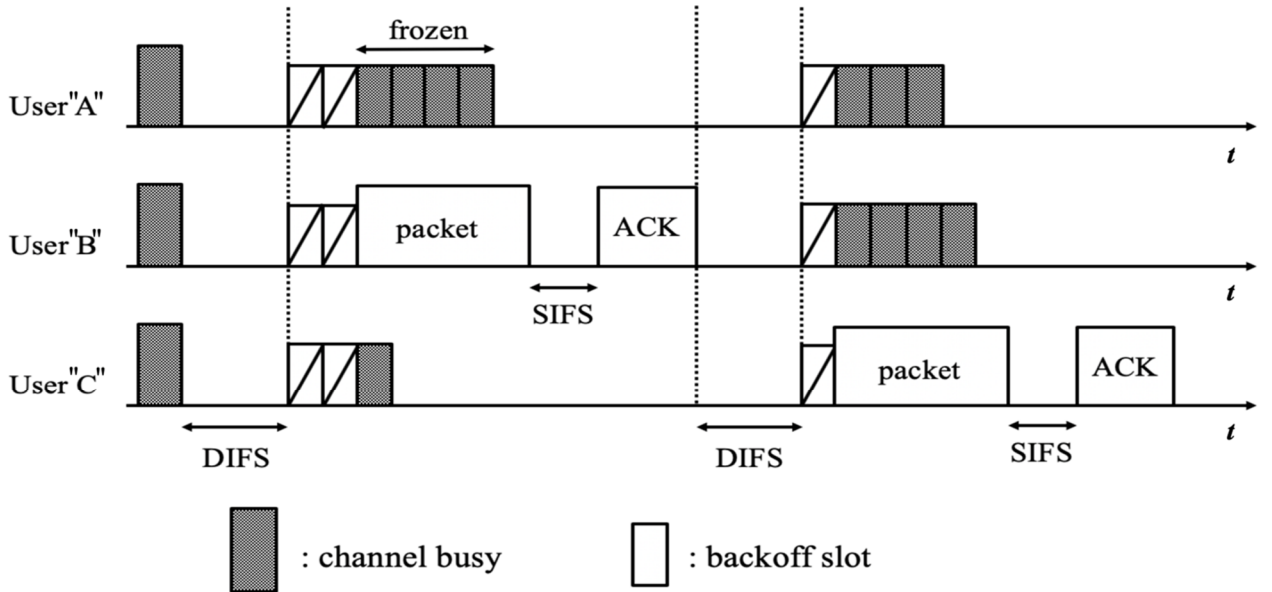 frozen
User"A"
t
packet
ACK
User"B"
SIFS
t
packet
ACK
User"C"
DIFS
DIFS
SIFS
t
: channel busy
: backoff slot